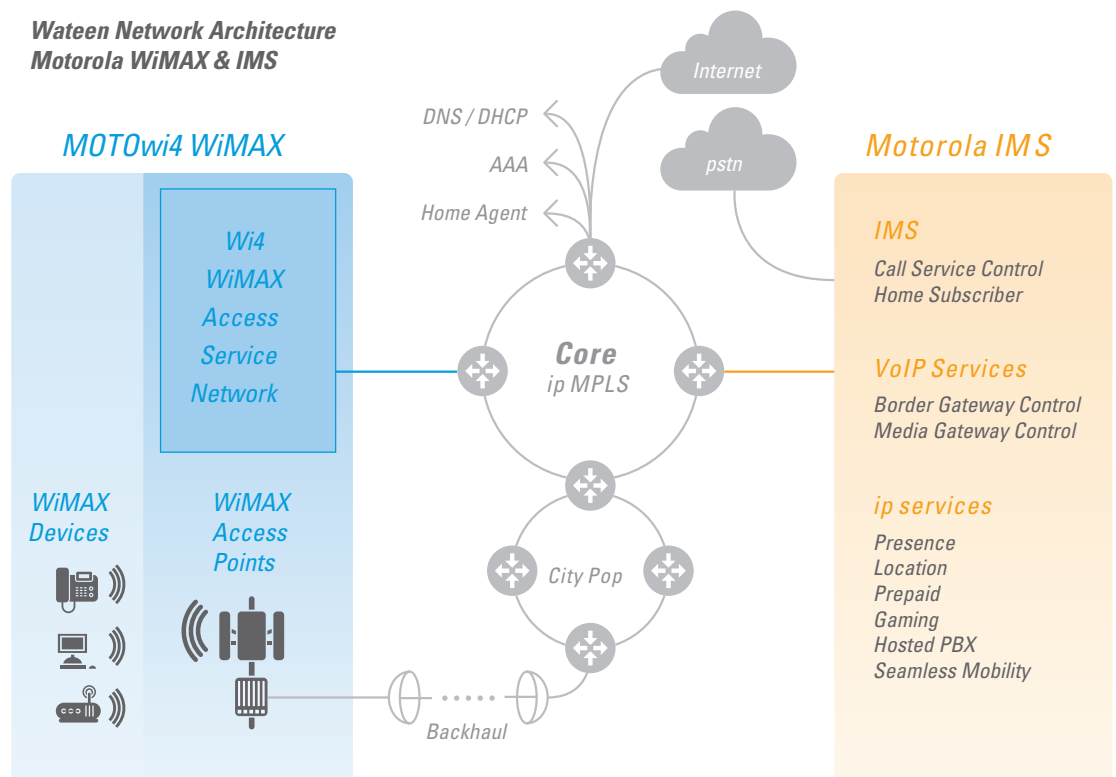 Wateen Network Architecture
Motorola WiMAX & IMS
MOTOwi4 WiMAX
Wi4
WiMAX
Access
Service
Network
WiMAX
Devices
WiMAX
Access
Points
DNS / DHCP
AAA
Home Agent
Internet
pstn
Core
ip MPLS
City Pop
Backhaul
Motorola IMS
IMS
Call Service Control
Home Subscriber
VoIP Services
Border Gateway Control
Media Gateway Control
ip services
Presence
Location
Prepaid
Gaming
Hosted PBX
Seamless Mobility